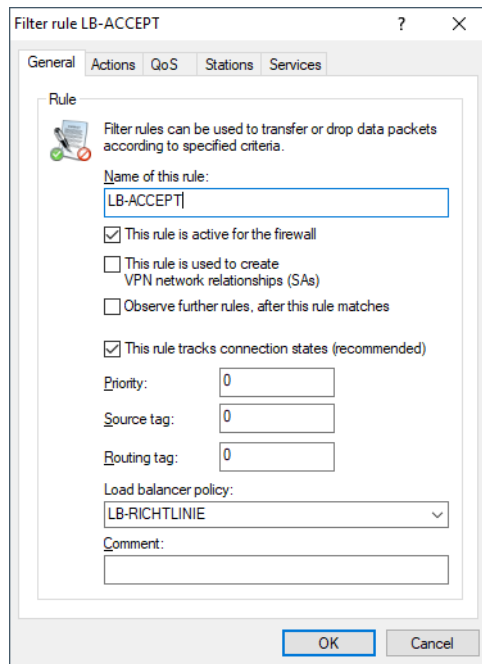 Filter rule LB-ACCEPT
General Actions QoS Stations Services
Rule
Filter rules can be used to transfer or drop data packets
according to specified criteria.
Name of this rule:
LB-ACCEPT
This rule is active for the firewall
This rule is used to create
VPN network relationships (SAs)
Observe further rules, after this rule matches
This rule tracks connection states (recommended)
Priority: 0
Source tag: 0
Routing tag: 0
Load balancer policy:
LB-RICHTLINIE
Comment:
OK Cancel